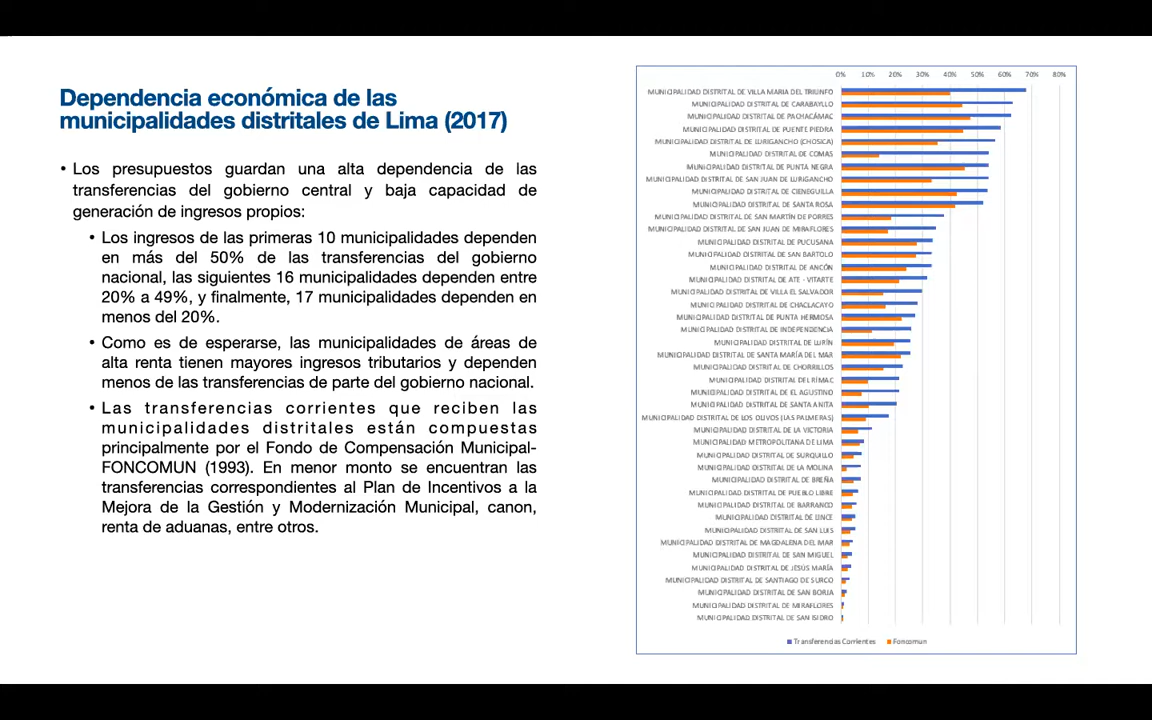 Dependencia económica de las
municipalidades distritales de Lima (2017)
• Los presupuestos guardan una alta dependencia de las
transferencias del gobierno central y baja capacidad de
generación de ingresos propios:
• Los ingresos de las primeras 10 municipalidades dependen
en más del 50% de las transferencias del gobierno
nacional, las siguientes 16 municipalidades dependen entre
20% a 49%, y finalmente, 17 municipalidades dependen en
menos del 20%.
• Como es de esperarse, las municipalidades de áreas de
alta renta tienen mayores ingresos tributarios y dependen
menos de las transferencias de parte del gobierno nacional.
• Las transferencias corrientes que reciben las
municipalidades distritales están compuestas
principalmente por el Fondo de Compensación Municipal-
FONCOMUN (1993). En menor monto se encuentran las
transferencias correspondientes al Plan de Incentivos a la
Mejora de la Gestión y Modernización Municipal, canon,
renta de aduanas, entre otros.
0% 10% 20% 30% 40% 50% 60% 70% 80%
MUNICIPALIDAD DISTRITAL DE VILLA MARIA DEL TRIUNFO
MUNICIPALIDAD DISTRITAL DE CARABAYLLO
MUNICIPALIDAD DISTRITAL DE PACHACÁMAC
MUNICIPALIDAD DISTRITAL DE PUENTE PIEDRA
MUNICIPALIDAD DISTRITAL DE LURIGANCHO (CHOSICA)
MUNICIPALIDAD DISTRITAL DE COMAS
MUNICIPALIDAD DISTRITAL DE PUNTA NEGRA
MUNICIPALIDAD DISTRITAL DE SAN JUAN DE LURIGANCHO
MUNICIPALIDAD DISTRITAL DE CIENEGUILLA
MUNICIPALIDAD DISTRITAL DE SANTA ROSA
MUNICIPALIDAD DISTRITAL DE SAN MARTÍN DE PORRES
MUNICIPALIDAD DISTRITAL DE SAN JUAN DE MIRAFLORES
MUNICIPALIDAD DISTRITAL DE PUCUSANA
MUNICIPALIDAD DISTRITAL DE SAN BARTOLO
MUNICIPALIDAD DISTRITAL DE ANCÓN
MUNICIPALIDAD DISTRITAL DE ATE - VITARTE
MUNICIPALIDAD DISTRITAL DE VILLA EL SALVADOR
MUNICIPALIDAD DISTRITAL DE CHACLACAYO
MUNICIPALIDAD DISTRITAL DE PUNTA HERMOSA
MUNICIPALIDAD DISTRITAL DE INDEPENDENCIA
MUNICIPALIDAD DISTRITAL DE LURÍN
MUNICIPALIDAD DISTRITAL DE SANTA MARÍA DEL MAR
MUNICIPALIDAD DISTRITAL DE CHORRILLOS
MUNICIPALIDAD DISTRITAL DEL RÍMAC
MUNICIPALIDAD DISTRITAL DE EL AGUSTINO
MUNICIPALIDAD DISTRITAL DE SANTA ANITA
MUNICIPALIDAD DISTRITAL DE LOS OLIVOS (LAS PALMERAS)
MUNICIPALIDAD DISTRITAL DE LA VICTORIA
MUNICIPALIDAD METROPOLITANA DE LIMA
MUNICIPALIDAD DISTRITAL DE SURQUILLO
MUNICIPALIDAD DISTRITAL DE LA MOLINA
MUNICIPALIDAD DISTRITAL DE BREÑA
MUNICIPALIDAD DISTRITAL DE PUEBLO LIBRE
MUNICIPALIDAD DISTRITAL DE BARRANCO
MUNICIPALIDAD DISTRITAL DE LINCE
MUNICIPALIDAD DISTRITAL DE SAN LUIS
MUNICIPALIDAD DISTRITAL DE MAGDALENA DEL MAR
MUNICIPALIDAD DISTRITAL DE SAN MIGUEL
MUNICIPALIDAD DISTRITAL DE JESÚS MARÍA
MUNICIPALIDAD DISTRITAL DE SANTIAGO DE SURCO
MUNICIPALIDAD DISTRITAL DE SAN BORJA
MUNICIPALIDAD DISTRITAL DE MIRAFLORES
MUNICIPALIDAD DISTRITAL DE SAN ISIDRO
Transferencias Corrientes Foncomun